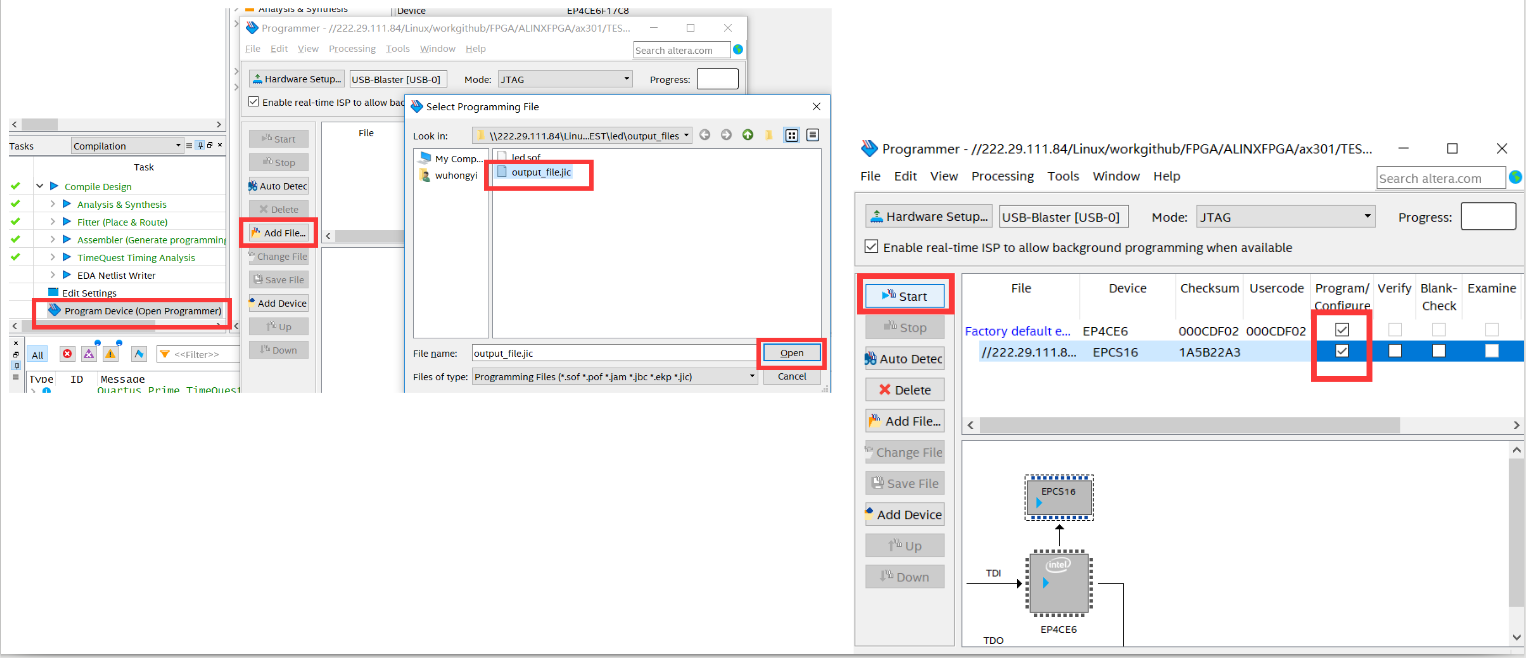 Analysis & Synthesis
Device
EP4CE6F17C8
Programmer - //222.29.111.84/Linux/workgithub/FPGA/ALINXFPGA/ax301/TES...
File Edit View Processing Tools Window Help
Search altera.com
Hardware Setup...
USB-Blaster [USB-0]
Mode:
JTAG
Progress:
Enable real-time ISP to allow bac
Start
Stop
Auto Detec
Delete
Add File...
Change File
Save File
Add Device
Up
Down
File
Select Programming File
Look in:
\\222.29.111.84\Linu...EST\led\output_files
My Comp...
wuhongyi
led.sof
output_file.jic
File name:
output_file.jic
Open
Files of type:
Programming Files (*.sof *.pof *.jam *.jbc *.ekp *.jic)
Cancel
Tasks
Compilation
Task
Compile Design
Analysis & Synthesis
Fitter (Place & Route)
Assembler (Generate programming
TimeQuest Timing Analysis
EDA Netlist Writer
Edit Settings
Program Device (Open Programmer)
All
<<Filter>>
Type ID Message
Quartus Prime TimeQuest
Programmer - //222.29.111.84/Linux/workgithub/FPGA/ALINXFPGA/ax301/TES...
File Edit View Processing Tools Window Help
Search altera.com
Hardware Setup...
USB-Blaster [USB-0]
Mode:
JTAG
Progress:
Enable real-time ISP to allow background programming when available
Start
Stop
Auto Detec
Delete
Add File...
Change File
Save File
Add Device
Up
Down
File Device Checksum Usercode Program/ Verify Blank- Examine
Configure Check
Factory default e... EP4CE6 000CDF02 000CDF02
//222.29.111.8... EPCS16 1A5B22A3
EPCS16
TDI
intel
EP4CE6
TDO